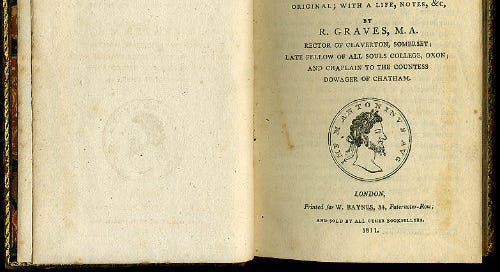 ORIGINAL; WITH A LIFE, NOTES, &C,
BY
R. GRAVES, M.A.
RECTOR OF CLAVERTON, SOMERSET;
LATE FELLOW OF ALL SOULS COLLEGE, OXON;
AND CHAPLAIN TO THE COUNTESS
DOWAGER OF CHATHAM.
IMP. M. ANTONINVS AVG
LONDON,
Printed for W. BAYNES, 54, Paternoster-Row;
AND SOLD BY ALL OTHER BOOKSELLERS.
1811.